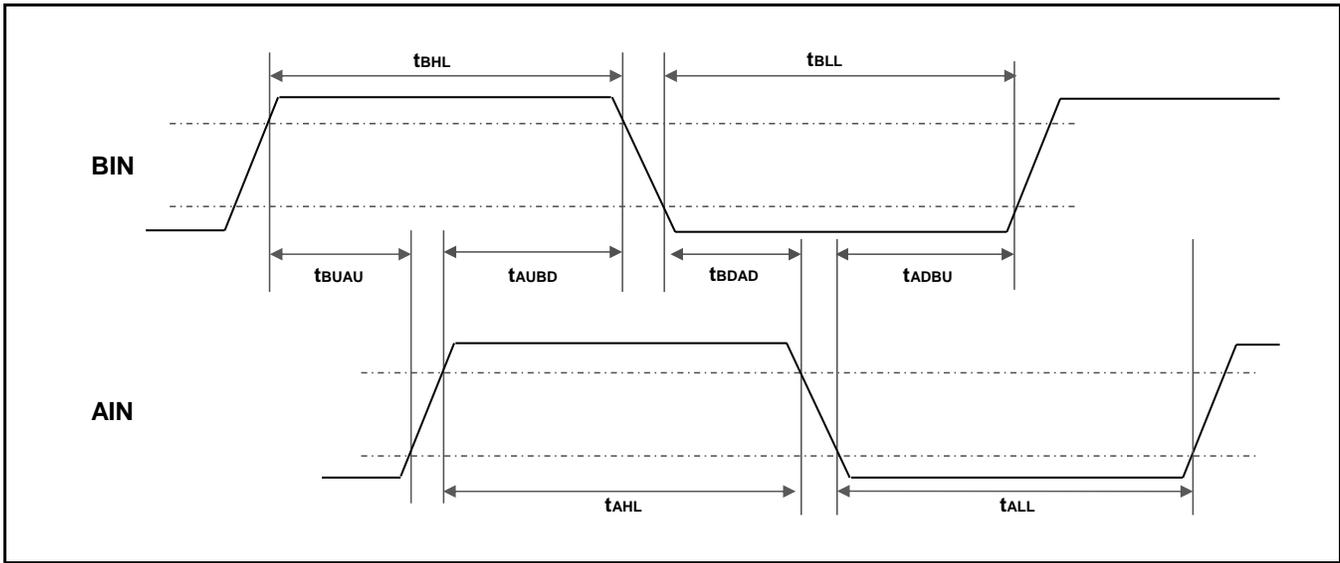 tBHL
tBLL
BIN
tBUAU
tAUBD
tBDAD
tADBU
AIN
tAHL
tALL